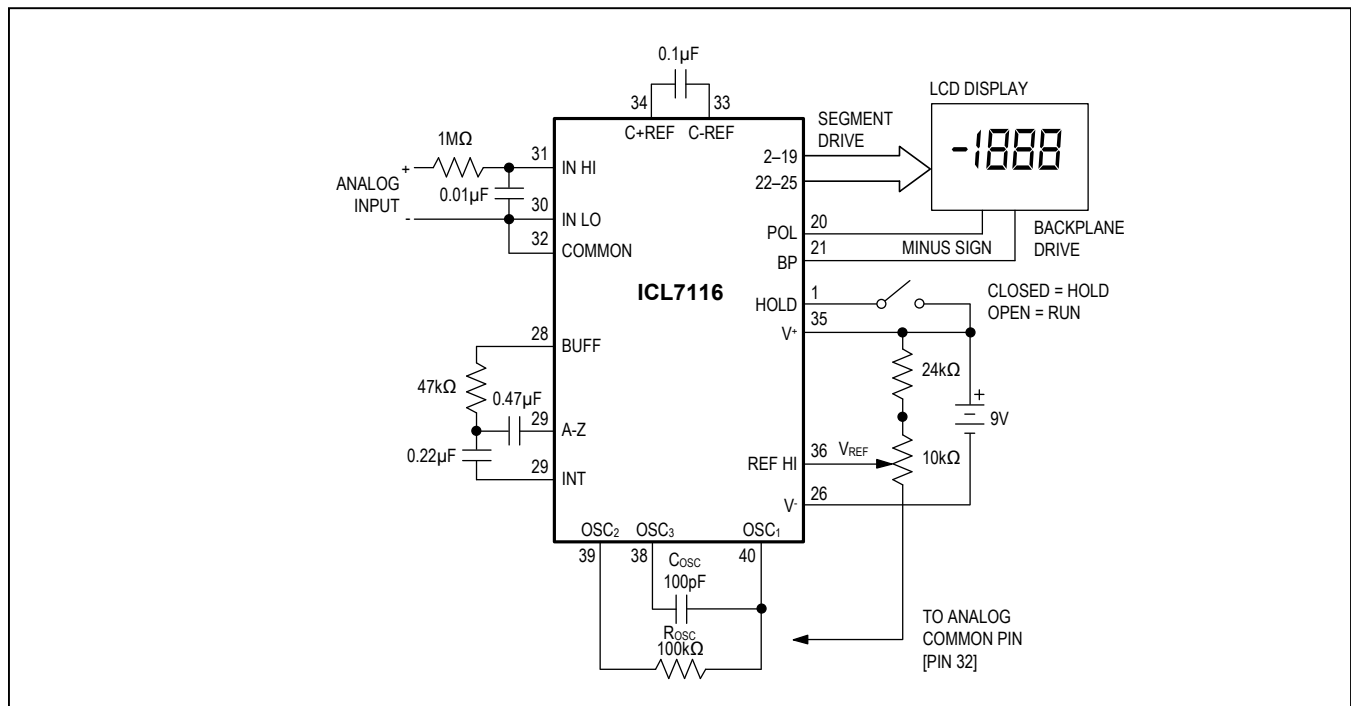 0.1µF
34
33
C+REF
C-REF
LCD DISPLAY
-1888
SEGMENT
DRIVE
2–19
22–25
1MΩ
31
IN HI
+
ANALOG
INPUT
-
0.01µF
30
IN LO
32
COMMON
20
POL
MINUS SIGN
21
BP
BACKPLANE
DRIVE
ICL7116
1
HOLD
CLOSED = HOLD
OPEN = RUN
35
V+
28
BUFF
47kΩ
0.47µF
29
A-Z
0.22µF
29
INT
24kΩ
+
9V
36
REF HI
VREF
10kΩ
26
V-
OSC2
OSC3
OSC1
39
38
40
COSC
100pF
ROSC
100kΩ
TO ANALOG
COMMON PIN
[PIN 32]